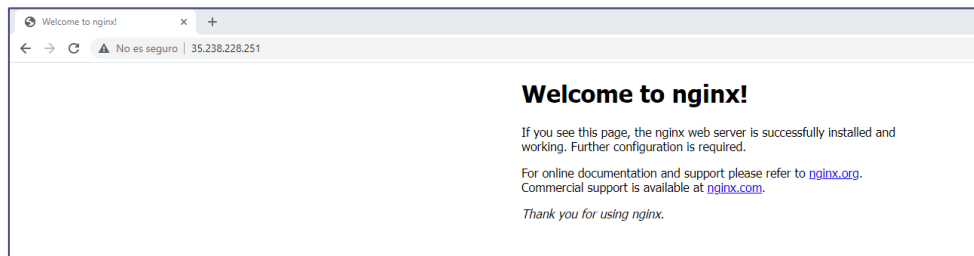 Welcome to nginx!
No es seguro | 35.238.228.251
Welcome to nginx!
If you see this page, the nginx web server is successfully installed and
working. Further configuration is required.
For online documentation and support please refer to nginx.org.
Commercial support is available at nginx.com.
Thank you for using nginx.